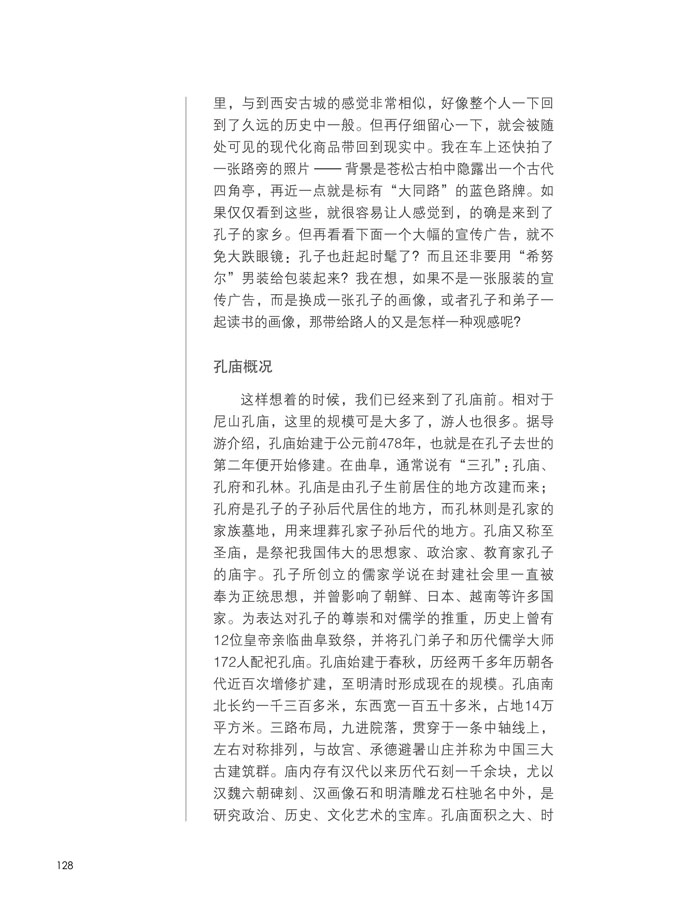 里，与到西安古城的感觉非常相似，好像整个人一下回
到了久远的历史中一般。但再仔细留心一下，就会被随
处可见的现代化商品带回到现实中。我在车上还快拍了
一张路旁的照片 —— 背景是苍松古柏中隐露出一个古代
四角亭，再近一点就是标有“大同路”的蓝色路牌。如
果仅仅看到这些，就很容易让人感觉到，的确是来到了
孔子的家乡。但再看看下面一个大幅的宣传广告，就不
免大跌眼镜：孔子也赶起时髦了？而且还非要用“希努
尔”男装给包装起来？我在想，如果不是一张服装的宣
传广告，而是换成一张孔子的画像，或者孔子和弟子一
起读书的画像，那带给路人的又是怎样一种观感呢？
孔庙概况
这样想着的时候，我们已经来到了孔庙前。相对于
尼山孔庙，这里的规模可是大多了，游人也很多。据导
游介绍，孔庙始建于公元前478年，也就是在孔子去世的
第二年便开始修建。在曲阜，通常说有“三孔”：孔庙、
孔府和孔林。孔庙是由孔子生前居住的地方改建而来；
孔府是孔子的子孙后代居住的地方，而孔林则是孔家的
家族墓地，用来埋葬孔家子孙后代的地方。孔庙又称至
圣庙，是祭祀我国伟大的思想家、政治家、教育家孔子
的庙宇。孔子所创立的儒家学说在封建社会里一直被
奉为正统思想，并曾影响了朝鲜、日本、越南等许多国
家。为表达对孔子的尊崇和对儒学的推重，历史上曾有
12位皇帝亲临曲阜致祭，并将孔门弟子和历代儒学大师
172人配祀孔庙。孔庙始建于春秋，历经两千多年历朝各
代近百次增修扩建，至明清时形成现在的规模。孔庙南
北长约一千三百多米，东西宽一百五十多米，占地14万
平方米。三路布局，九进院落，贯穿于一条中轴线上，
左右对称排列，与故宫、承德避暑山庄并称为中国三大
古建筑群。庙内存有汉代以来历代石刻一千余块，尤以
汉魏六朝碑刻、汉画像石和明清雕龙石柱驰名中外，是
研究政治、历史、文化艺术的宝库。孔庙面积之大、时
128